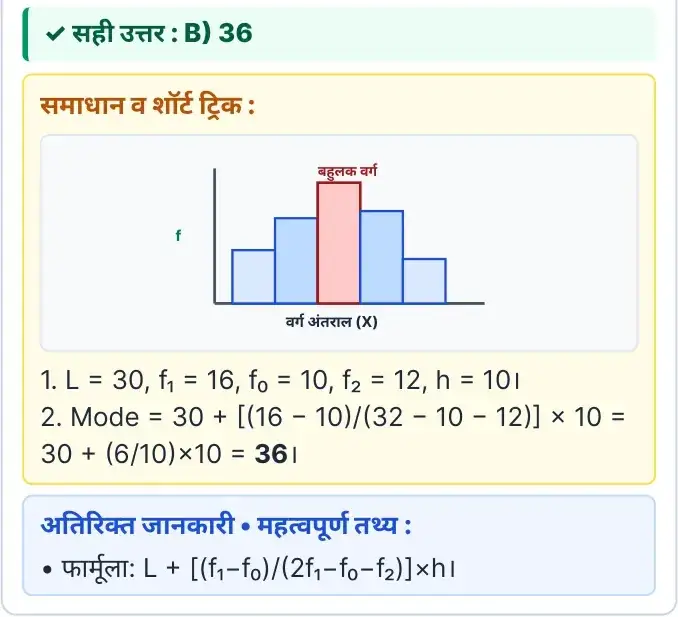 ✓ सही उत्तर : B) 36
समाधान व शॉर्ट ट्रिक :
बहुलक वर्ग
f
वर्ग अंतराल (X)
1. L = 30, f₁ = 16, f₀ = 10, f₂ = 12, h = 10।
2. Mode = 30 + [(16 − 10)/(32 − 10 − 12)] × 10 =
30 + (6/10)×10 = 36।
अतिरिक्त जानकारी • महत्वपूर्ण तथ्य :
• फार्मूला: L + [(f₁−f₀)/(2f₁−f₀−f₂)]×h।